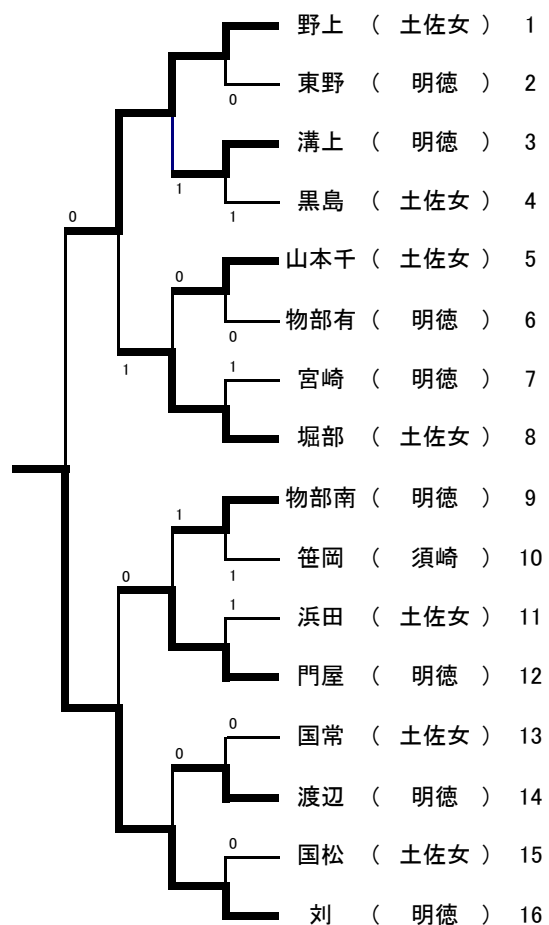 野上 ( 土佐女 ) 1
東野 ( 明徳 ) 2
0
溝上 ( 明徳 ) 3
1
黒島 ( 土佐女 ) 4
1
0
山本千 ( 土佐女 ) 5
0
物部有 ( 明徳 ) 6
0
1
宮崎 ( 明徳 ) 7
1
堀部 ( 土佐女 ) 8
物部南 ( 明徳 ) 9
1
笹岡 ( 須崎 ) 10
1
0
浜田 ( 土佐女 ) 11
1
門屋 ( 明徳 ) 12
国常 ( 土佐女 ) 13
0
0
渡辺 ( 明徳 ) 14
国松 ( 土佐女 ) 15
0
刘 ( 明徳 ) 16